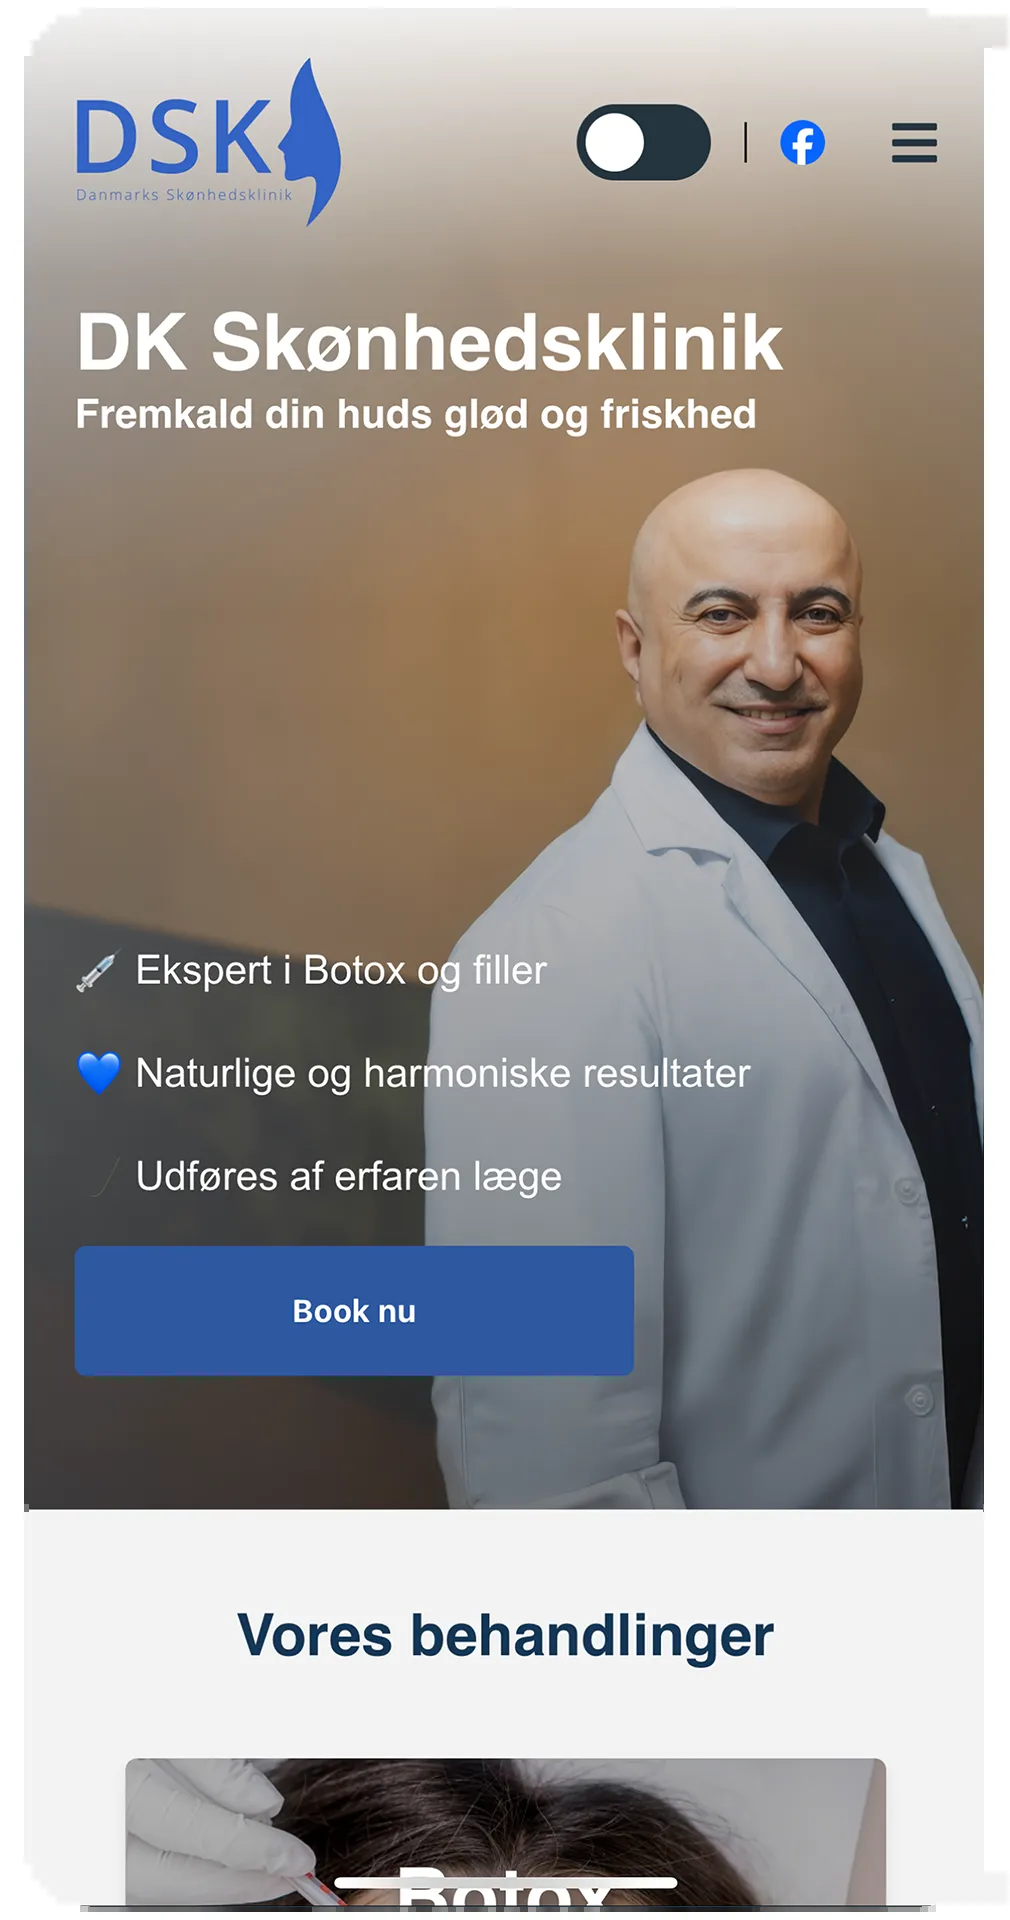 DSK
Danmarks Skønhedsklinik
DK Skønhedsklinik
Fremkald din huds glød og friskhed
Ekspert i Botox og filler
Naturlige og harmoniske resultater
Udføres af erfaren læge
Book nu
Vores behandlinger
Botox